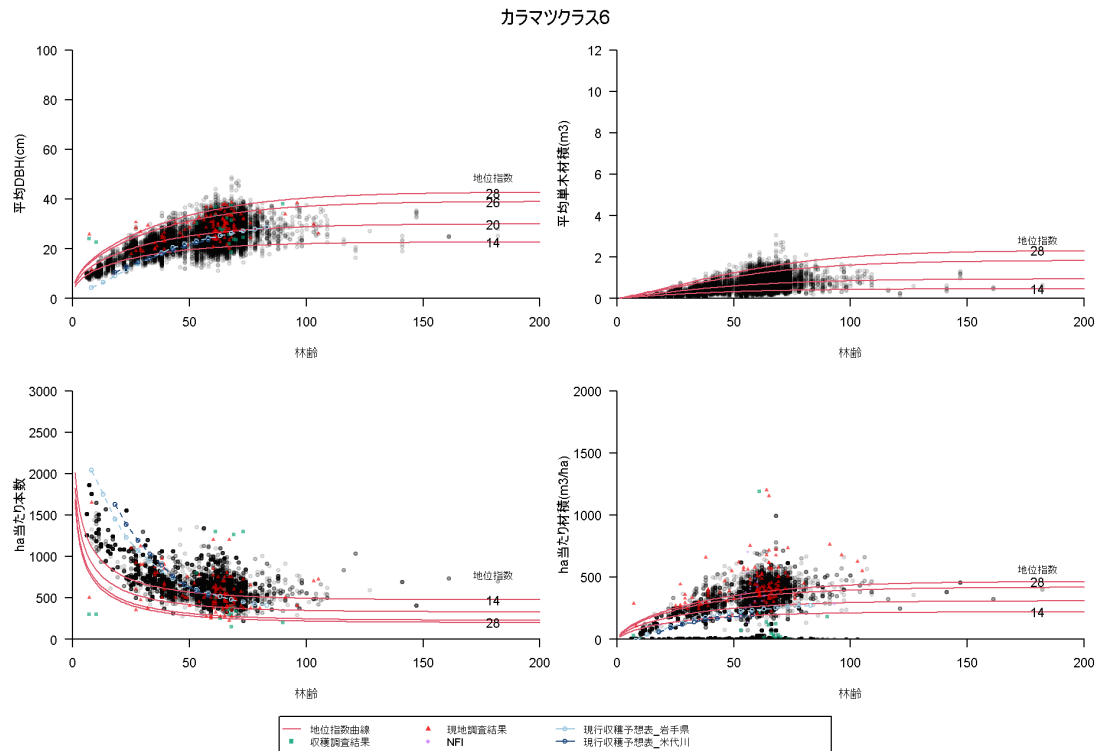 カラマツクラス6
平均DBH(cm)
100
80
60
40
20
0
0 50 100 150 200
林齢
地位指数
28
28
20
14
平均単木材積(m3)
12
10
8
6
4
2
0
0 50 100 150 200
林齢
地位指数
28
14
ha当たり本数
3000
2500
2000
1500
1000
500
0
0 50 100 150 200
林齢
地位指数
14
28
ha当たり材積(m3/ha)
2000
1500
1000
500
0
0 50 100 150 200
林齢
地位指数
28
14
地位指数曲線 現地調査結果 現行収穫予想表_岩手県
収穫調査結果 NFI 現行収穫予想表_米代川